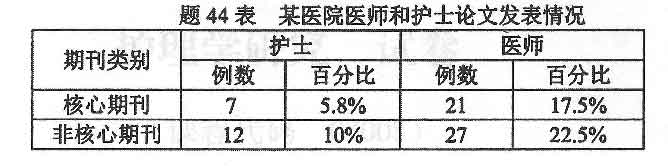 题 44 表 某医院医师和护士论文发表情况
期刊类别 护士 医师
例数 百分比 例数 百分比
核心期刊 7 5.8% 21 17.5%
非核心期刊 12 10% 27 22.5%